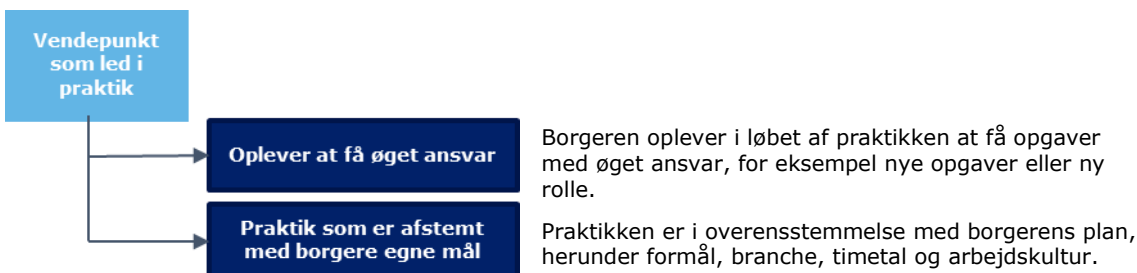 Vendepunkt
som led i
praktik
Oplever at få øget ansvar
Borgeren oplever i løbet af praktikken at få opgaver
med øget ansvar, for eksempel nye opgaver eller ny
rolle.
Praktik som er afstemt
med borgere egne mål
Praktikken er i overensstemmelse med borgerens plan,
herunder formål, branche, timetal og arbejdskultur.